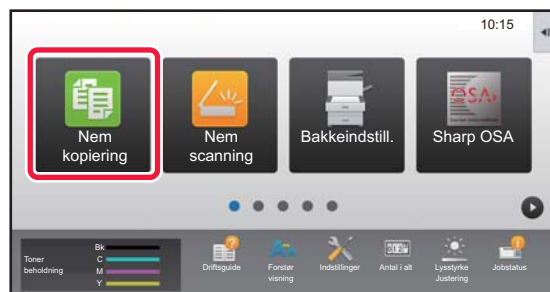 10:15
Nem
kopiering
Nem
scanning
Bakkeindstill.
Sharp OSA
OSA
Toner
beholdning
Bk
C
M
Y
Driftsguide
Forstør
visning
Indstillinger
Antal i alt
Lysstyrke
Justering
Jobstatus